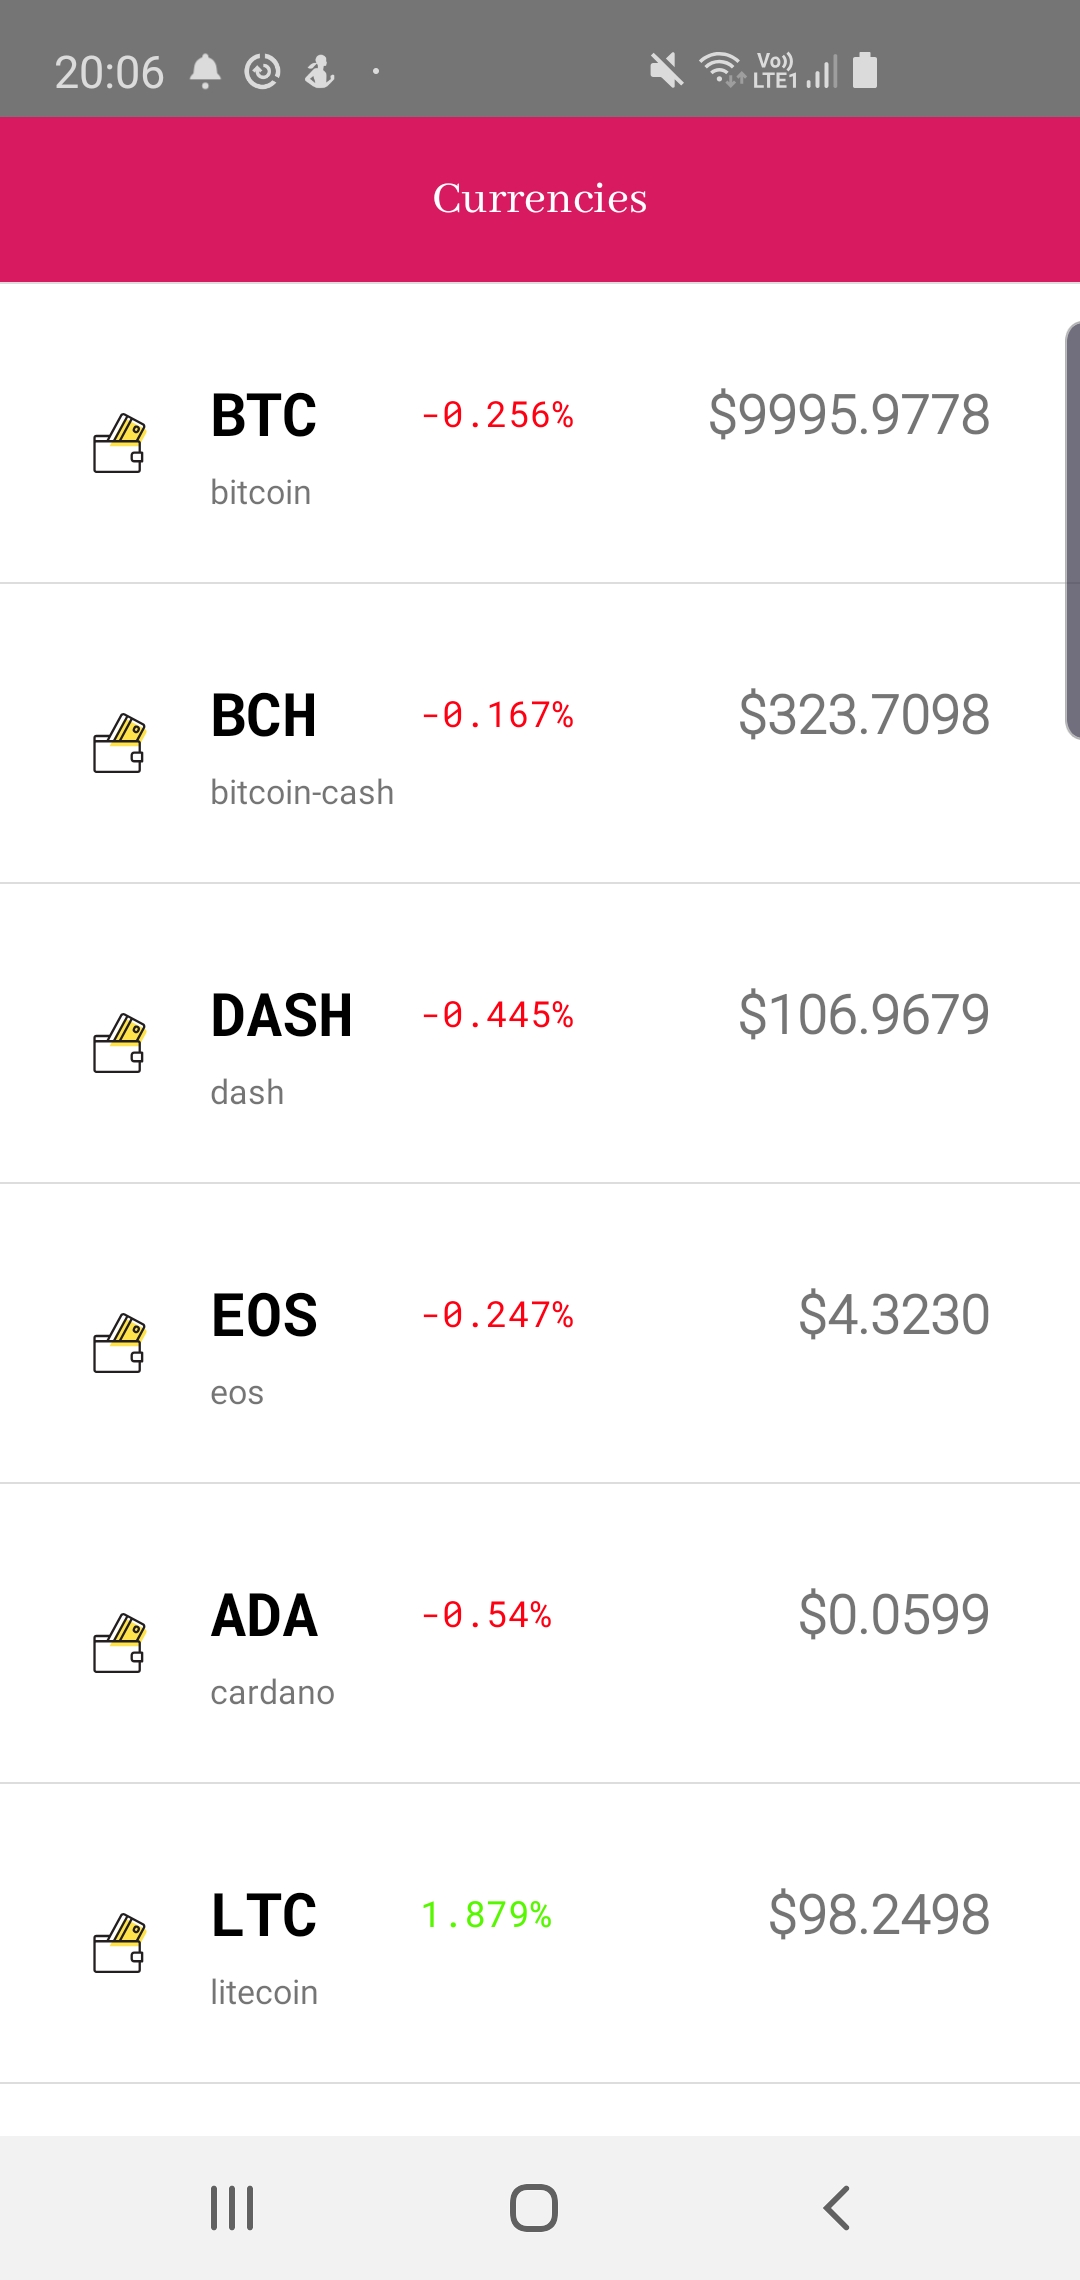 20:06 Vo)) LTE1
Currencies
BTC -0.256% $9995.9778
bitcoin
BCH -0.167% $323.7098
bitcoin-cash
DASH -0.445% $106.9679
dash
EOS -0.247% $4.3230
eos
ADA -0.54% $0.0599
cardano
LTC 1.879% $98.2498
litecoin